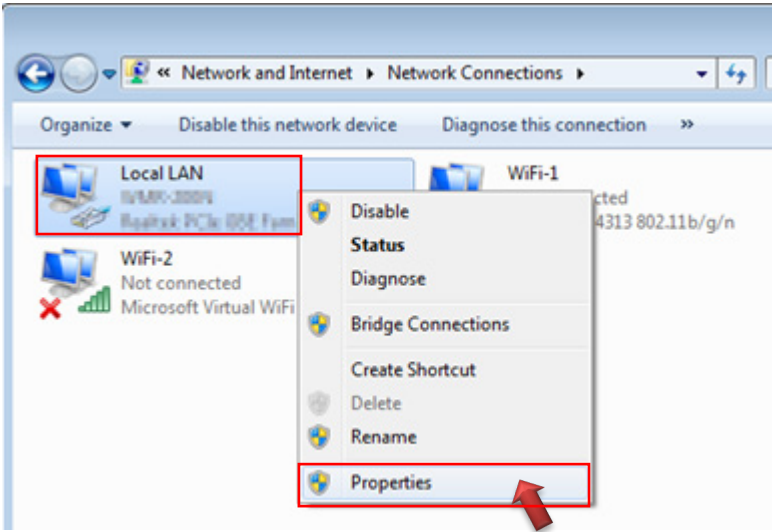 « Network and Internet ▸ Network Connections ▸
Organize ▼ Disable this network device Diagnose this connection »
Local LAN
WiFi-1
cted
4313 802.11b/g/n
WiFi-2
Not connected
Microsoft Virtual WiFi
Disable
Status
Diagnose
Bridge Connections
Create Shortcut
Delete
Rename
Properties